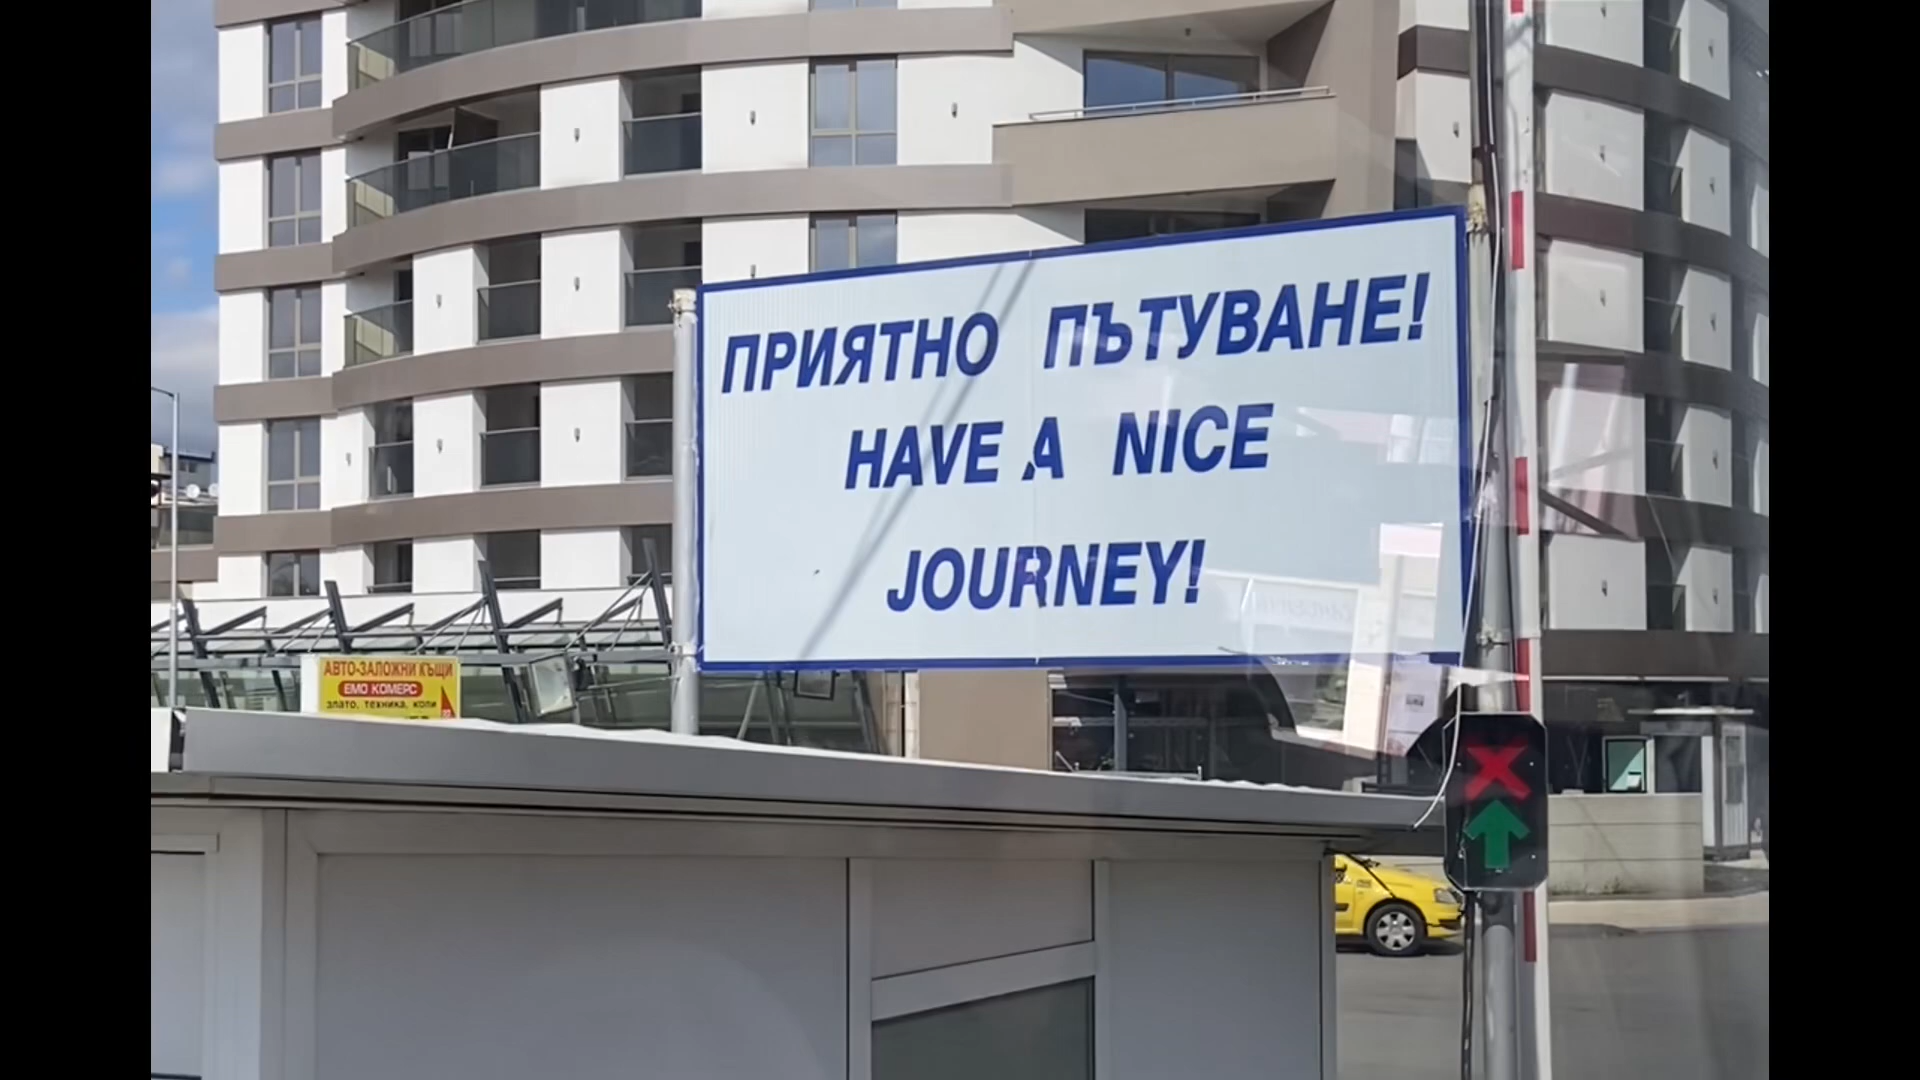 ПРИЯТНО ПЪТУВАНЕ!
HAVE A NICE
JOURNEY!
АВТО-ЗАЛОЖНИ КЪЩИ
ЕМО КОМЕРС
злато, техника, коли